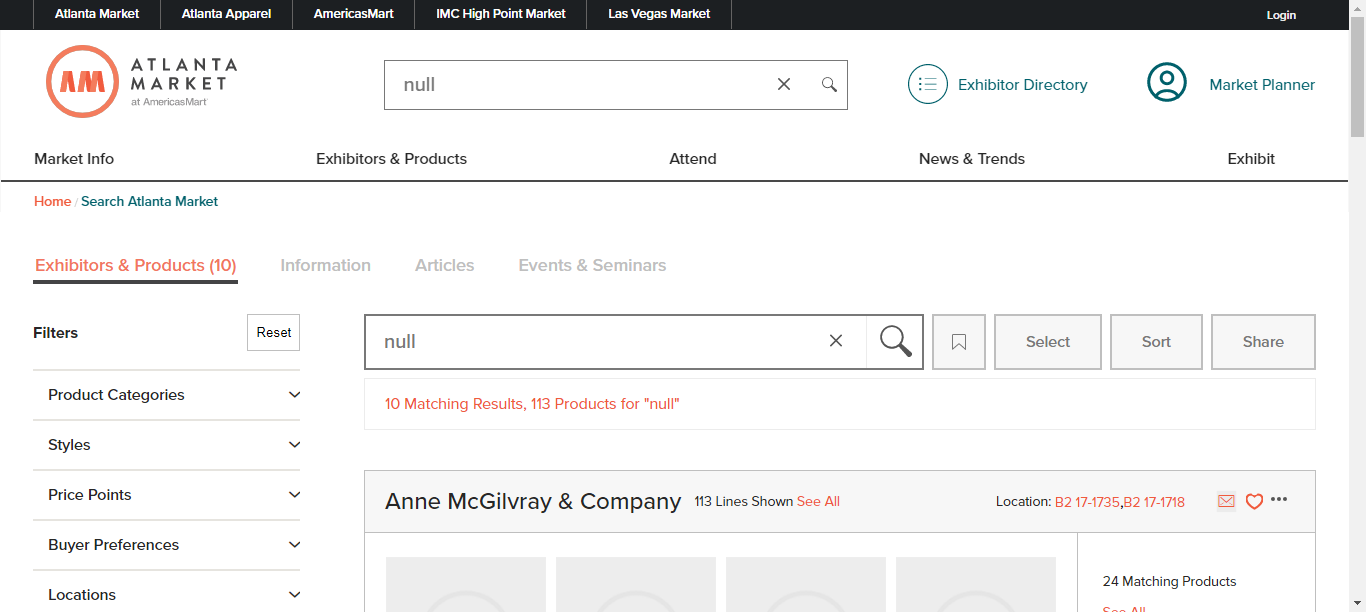 Atlanta Market
Atlanta Apparel
AmericasMart
IMC High Point Market
Las Vegas Market
Login
AM
ATLANTA
MARKET
at AmericasMart
null
Exhibitor Directory
Market Planner
Market Info
Exhibitors & Products
Attend
News & Trends
Exhibit
Home / Search Atlanta Market
Exhibitors & Products (10)
Information
Articles
Events & Seminars
Filters
Reset
null
Select
Sort
Share
Product Categories
10 Matching Results, 113 Products for "null"
Styles
Price Points
Anne McGilvray & Company 113 Lines Shown See All
Location: B2 17-1735,B2 17-1718
Buyer Preferences
Locations
24 Matching Products
See All